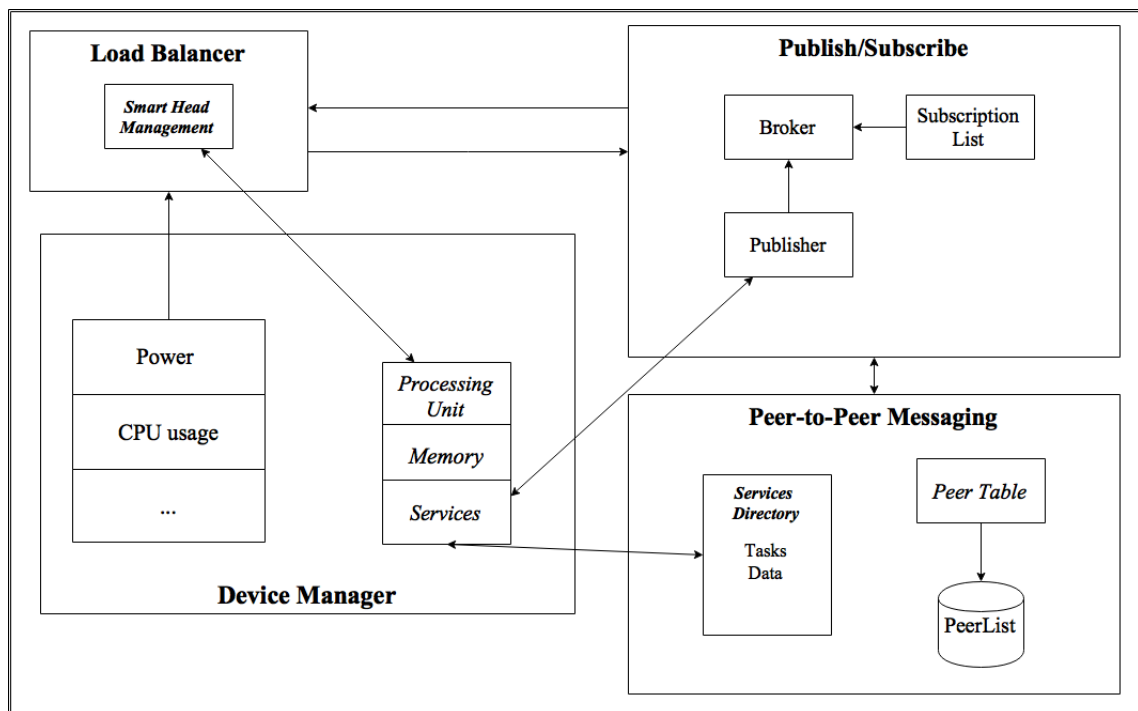 Load Balancer
Smart Head
Management
Publish/Subscribe
Broker
Subscription
List
Publisher
Power
CPU usage
...
Processing
Unit
Memory
Services
Device Manager
Peer-to-Peer Messaging
Services
Directory
Tasks
Data
Peer Table
PeerList